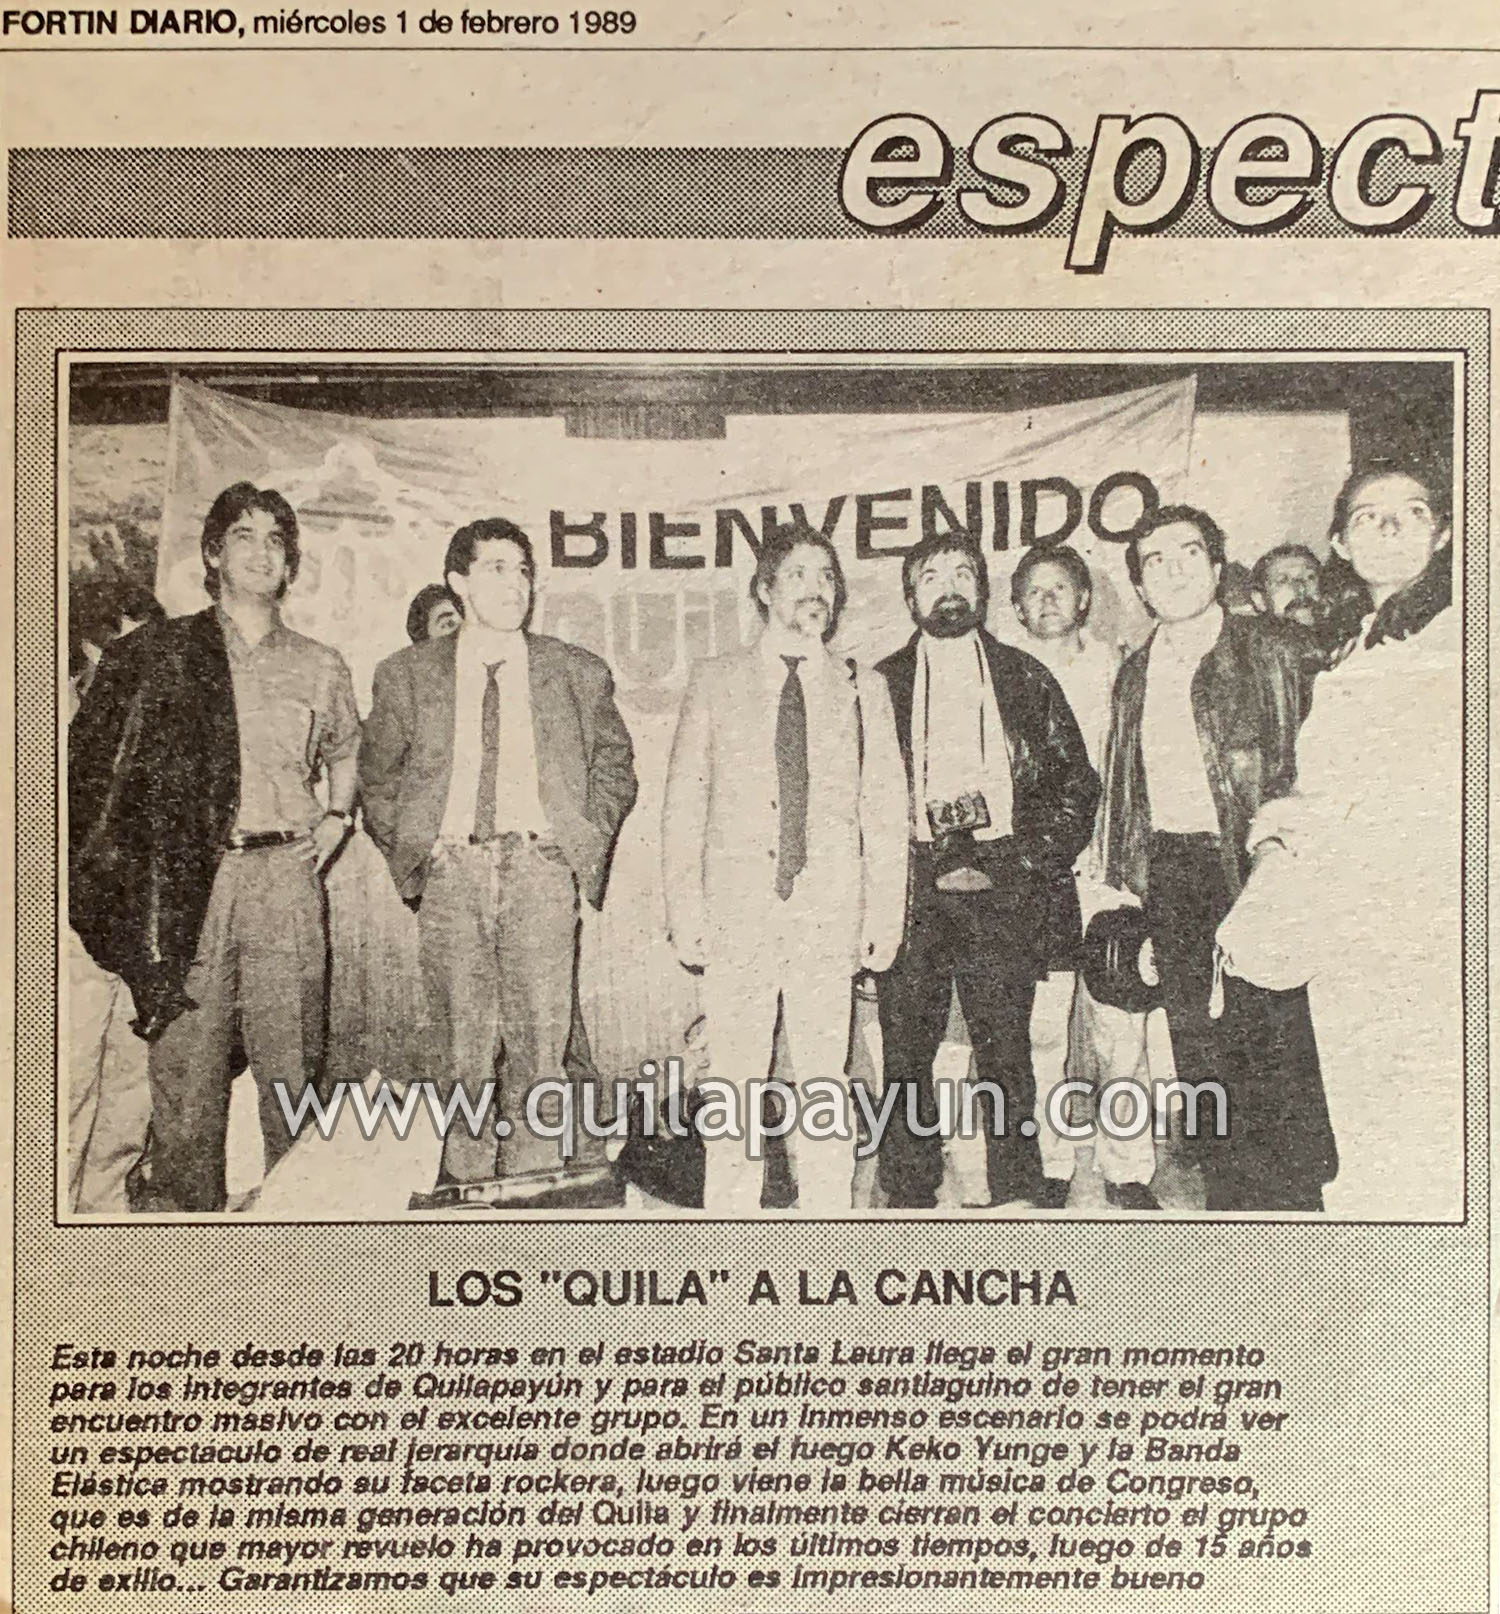 FORTIN DIARIO, miércoles 1 de febrero 1989
espect
BIENVENIDO
QUIL
www.quilapayun.com
LOS "QUILA" A LA CANCHA
Esta noche desde las 20 horas en el estadio Santa Laura llega el gran momento
para los integrantes de Quilapayún y para el público santiaguino de tener el gran
encuentro masivo con el excelente grupo. En un inmenso escenario se podrá ver
un espectaculo de real jerarquía donde abrirá el fuego Keko Yunge y la Banda
Elástica mostrando su faceta rockera, luego viene la bella música de Congreso,
que es de la misma generación del Quila y finalmente cierran el concierto el grupo
chileno que mayor revuelo ha provocado en los últimos tiempos, luego de 15 años
de exilio... Garantizamos que su espectáculo es impresionantemente bueno